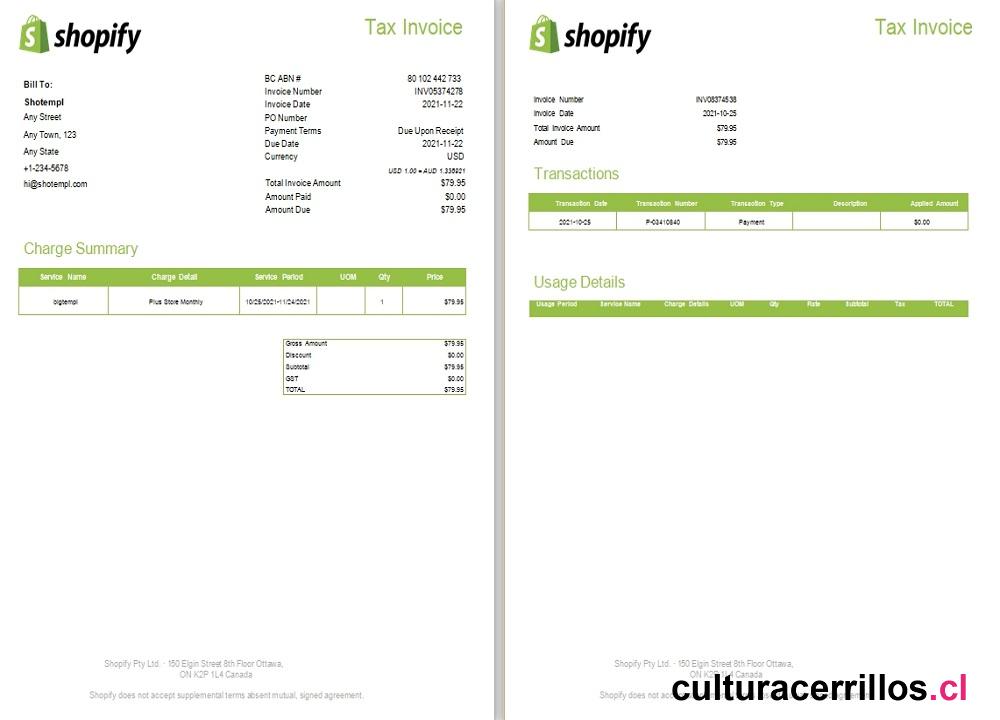 shopify
Tax Invoice
Bill To:
Shotempl
Any Street
Any Town, 123
Any State
+1-234-5678
hi@shotempl.com
BC ABN # 80 102 442 733
Invoice Number INV05374278
Invoice Date 2021-11-22
PO Number
Payment Terms Due Upon Receipt
Due Date 2021-11-22
Currency USD
USD 1.00 = AUD 1.336921
Total Invoice Amount $79.95
Amount Paid $0.00
Amount Due $79.95
Charge Summary
Service Name Charge Detail Service Period UOM Qty Price
bigtempl Plus Store Monthly 10/25/2021-11/24/2021 1 $79.95
Gross Amount $79.95
Discount $0.00
Subtotal $79.95
GST $0.00
TOTAL $79.95
Shopify Pty Ltd. · 150 Elgin Street 8th Floor Ottawa,
ON K2P 1L4 Canada
Shopify does not accept supplemental terms absent mutual, signed agreement.
shopify
Tax Invoice
Invoice Number INV08374538
Invoice Date 2021-10-25
Total Invoice Amount $79.95
Amount Due $79.95
Transactions
Transaction Date Transaction Number Transaction Type Description Applied Amount
2021-10-25 P-03410840 Payment $0.00
Usage Details
Usage Period Service Name Charge Details UOM Qty Rate Subtotal Tax TOTAL
Shopify Pty Ltd. · 150 Elgin Street 8th Floor Ottawa,
ON K2P 1L4 Canada
Shopify does not
culturacerrillos.cl